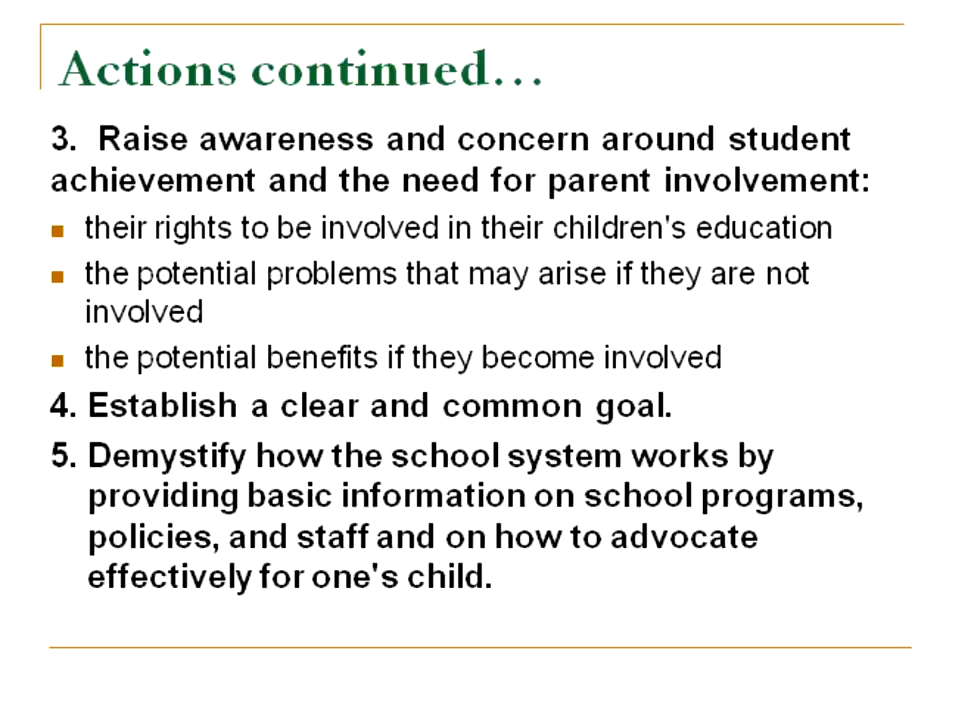 Actions continued…
3. Raise awareness and concern around student
achievement and the need for parent involvement:
their rights to be involved in their children's education
the potential problems that may arise if they are not
involved
the potential benefits if they become involved
4. Establish a clear and common goal.
5. Demystify how the school system works by
providing basic information on school programs,
policies, and staff and on how to advocate
effectively for one's child.